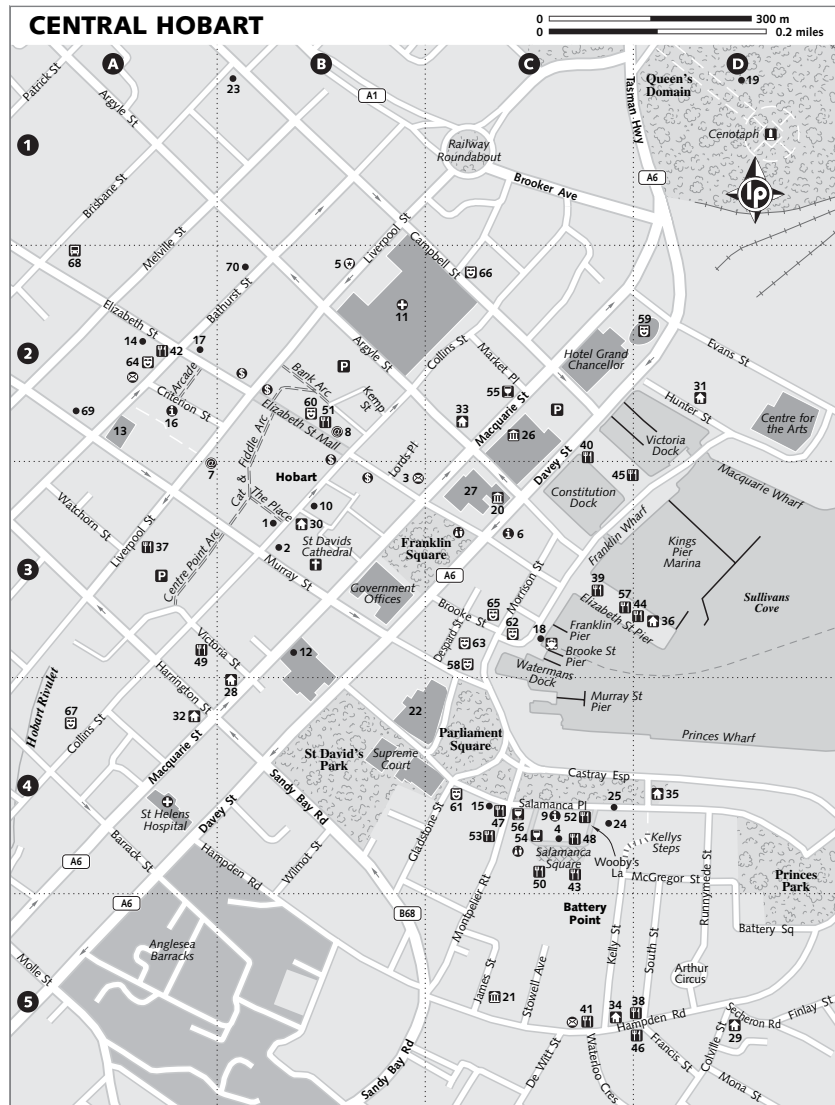 CENTRAL HOBART
0 300 m
0 0.2 miles
A
B
C
D
Patrick St
23
A1
Tasman Hwy
Queen's
Domain
19
Argyle St
Cenotaph
1
Railway
Roundabout
lp
Brisbane St
Brooker Ave
A6
Melville St
Liverpool St
Campbell St
68
70
5
66
Bathurst St
11
59
Elizabeth St
14
17
42
Argyle St
Collins St
Market Pl
Hotel Grand
Chancellor
Evans St
2
64
Arcade
Bank Arc
P
Kemp St
55
31
Hunter St
Criterion St
60
51
33
Macquarie St
P
Centre for
the Arts
69
16
Elizabeth St Mall
@ 8
26
Victoria
Dock
13
Cat & Fiddle Arc
Lords Pl
Davey St
40
@
7
Hobart
3
45
Macquarie Wharf
Watchorn St
27
20
Constitution
Dock
The Place
10
Franklin Wharf
1
30
6
Kings
Pier
Marina
Liverpool St
37
2
St Davids
Cathedral
Franklin
Square
3
P
Centre Point Arc
Murray St
A6
Morrison St
39
57
44
36
Sullivans
Cove
Government
Offices
Elizabeth St Pier
Brooke St
65
62
18
Franklin
Pier
Despard St
63
Brooke St
Pier
Victoria St
49
12
58
Watermans
Dock
Harrington St
28
Murray St
Pier
Hobart Rivulet
67
32
22
Collins St
Princes Wharf
Macquarie St
St David's
Park
Supreme
Court
Parliament
Square
4
Castray Esp
Sandy Bay Rd
35
St Helens
Hospital
Davey St
61
15
Salamanca Pl
25
47
56
9
52
24
Gladstone St
53
54
4
48
Kellys
Steps
Barrack St
Salamanca
Square
Wooby's
La
A6
Hampden Rd
Wilmot St
50
43
McGregor St
Runnymede St
Princes
Park
A6
B68
Montpelier Rt
Battery
Point
Battery Sq
Anglesea
Barracks
Kelly St
South St
Molle St
Arthur
Circus
James St
Stowell Ave
5
21
41
34
38
Secheron Rd
Finlay St
Hampden Rd
29
46
Colville St
De Witt St
Waterloo Cres
Francis St
Mona St
Sandy Bay Rd